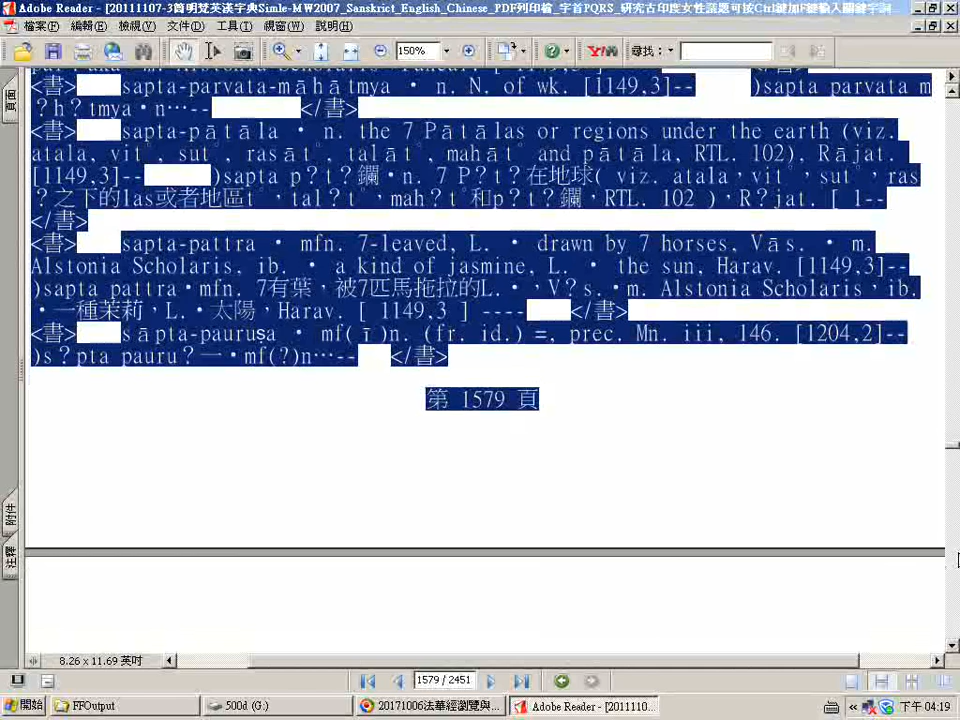 Adobe Reader - [20111107-3簡明梵英漢字典Simle-MW2007_Sanskrict_English_Chinese_PDF列印檔_字首PQRS_研究古印度女性議題可按Ctrl鍵加F鍵輸入關鍵字詞
檔案(F) 編輯(E) 檢視(V) 文件(D) 工具(T) 視窗(W) 說明(H)
150% Y! 尋找：
頁面
<書> sapta-parvata-māhātmya • n. N. of wk. [1149,3]-- )sapta parvata m
?h?tmya•n…-- </書>
<書> sapta-pātāla • n. the 7 Pātālas or regions under the earth (viz.
atala, vit°, sut°, rasāt°, talāt°, mahāt° and pātāla, RTL. 102), Rājat.
[1149,3]-- )sapta p?t?鑭•n. 7 P?t?在地球( viz. atala,vit°,sut°,ras
?之下的las或者地區t°,tal?t°,mah?t°和p?t?鑭,RTL. 102 ),R?jat. [ 1--
</書>
<書> sapta-pattra • mfn. 7-leaved, L. • drawn by 7 horses, Vās. • m.
Alstonia Scholaris, ib. • a kind of jasmine, L. • the sun, Harav. [1149,3]--
)sapta pattra•mfn. 7有葉,被7匹馬拖拉的L.•,V?s.•m. Alstonia Scholaris,ib.
•一種茉莉,L.•太陽,Harav. [ 1149,3 ] ---- </書>
<書> sāpta-pauruṣa • mf(ī)n. (fr. id.) =, prec. Mn. iii, 146. [1204,2]--
)s?pta pauru?一•mf(?)n…-- </書>
第 1579 頁
附件
注釋
8.26 x 11.69 英吋
1579 / 2451
開始 FFOutput 500d (G:) 20171006法華經瀏覽與... Adobe Reader - [2011110... 下午 04:19